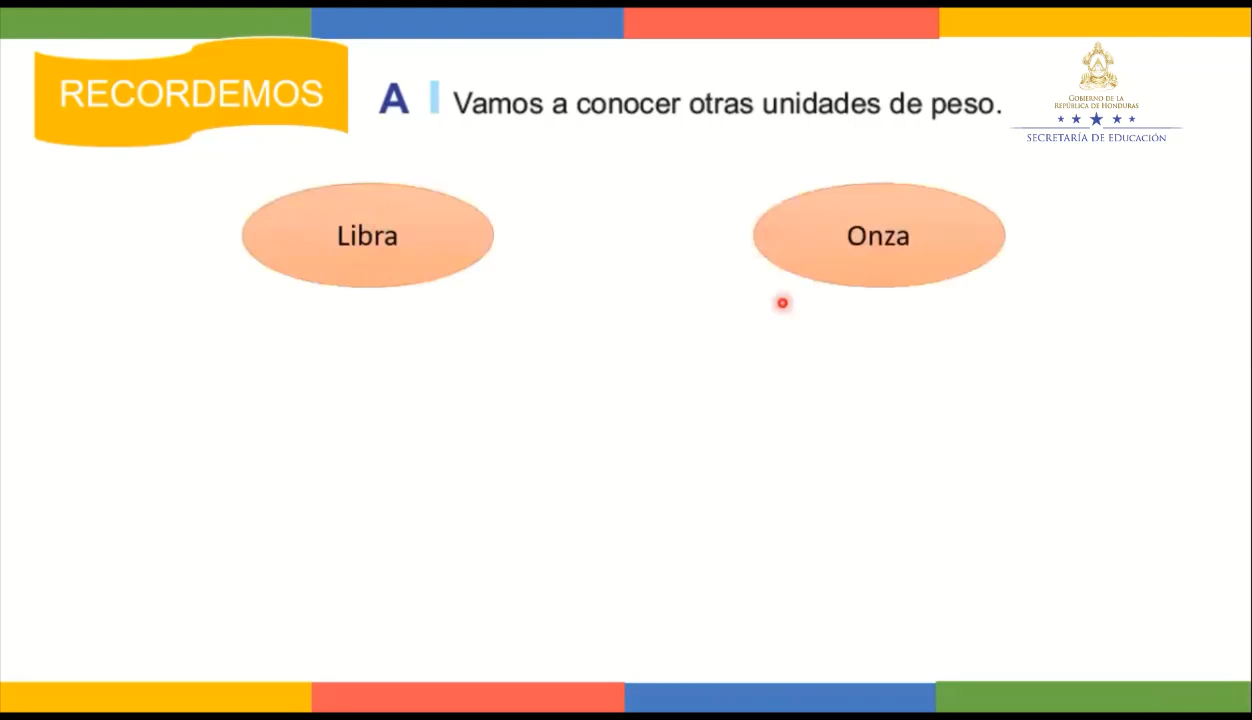 RECORDEMOS
A Vamos a conocer otras unidades de peso.
GOBIERNO DE LA
REPÚBLICA DE HONDURAS
SECRETARÍA DE EDUCACIÓN
Libra
Onza